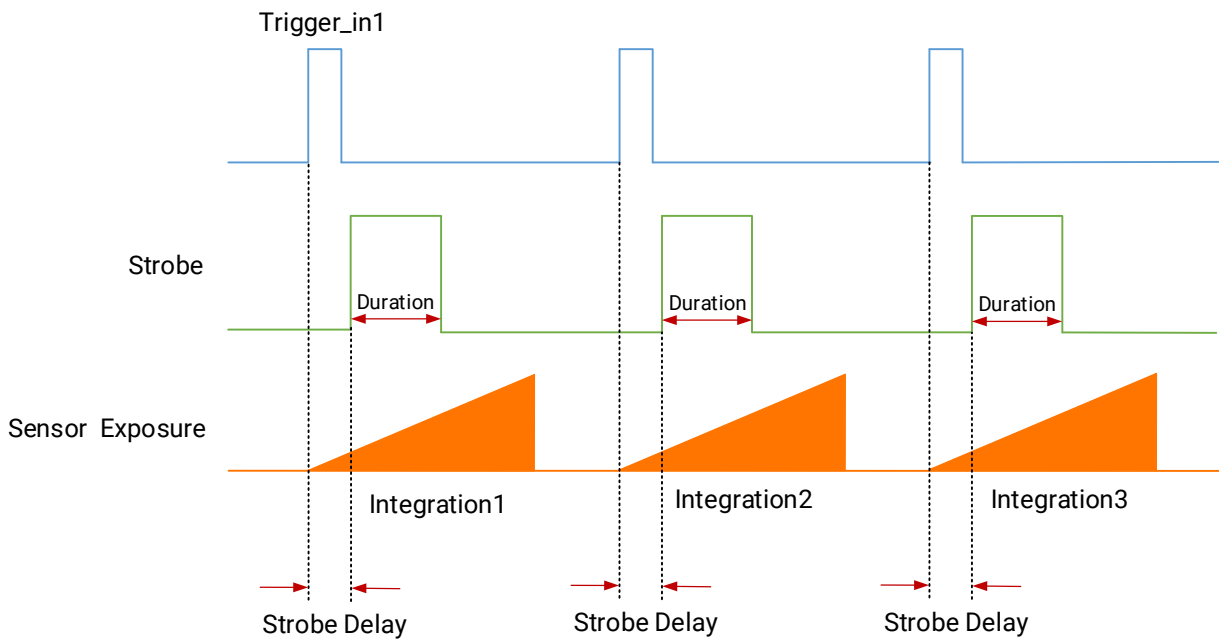 Trigger_in1
Strobe
Duration
Duration
Duration
Sensor Exposure
Integration1
Integration2
Integration3
Strobe Delay
Strobe Delay
Strobe Delay